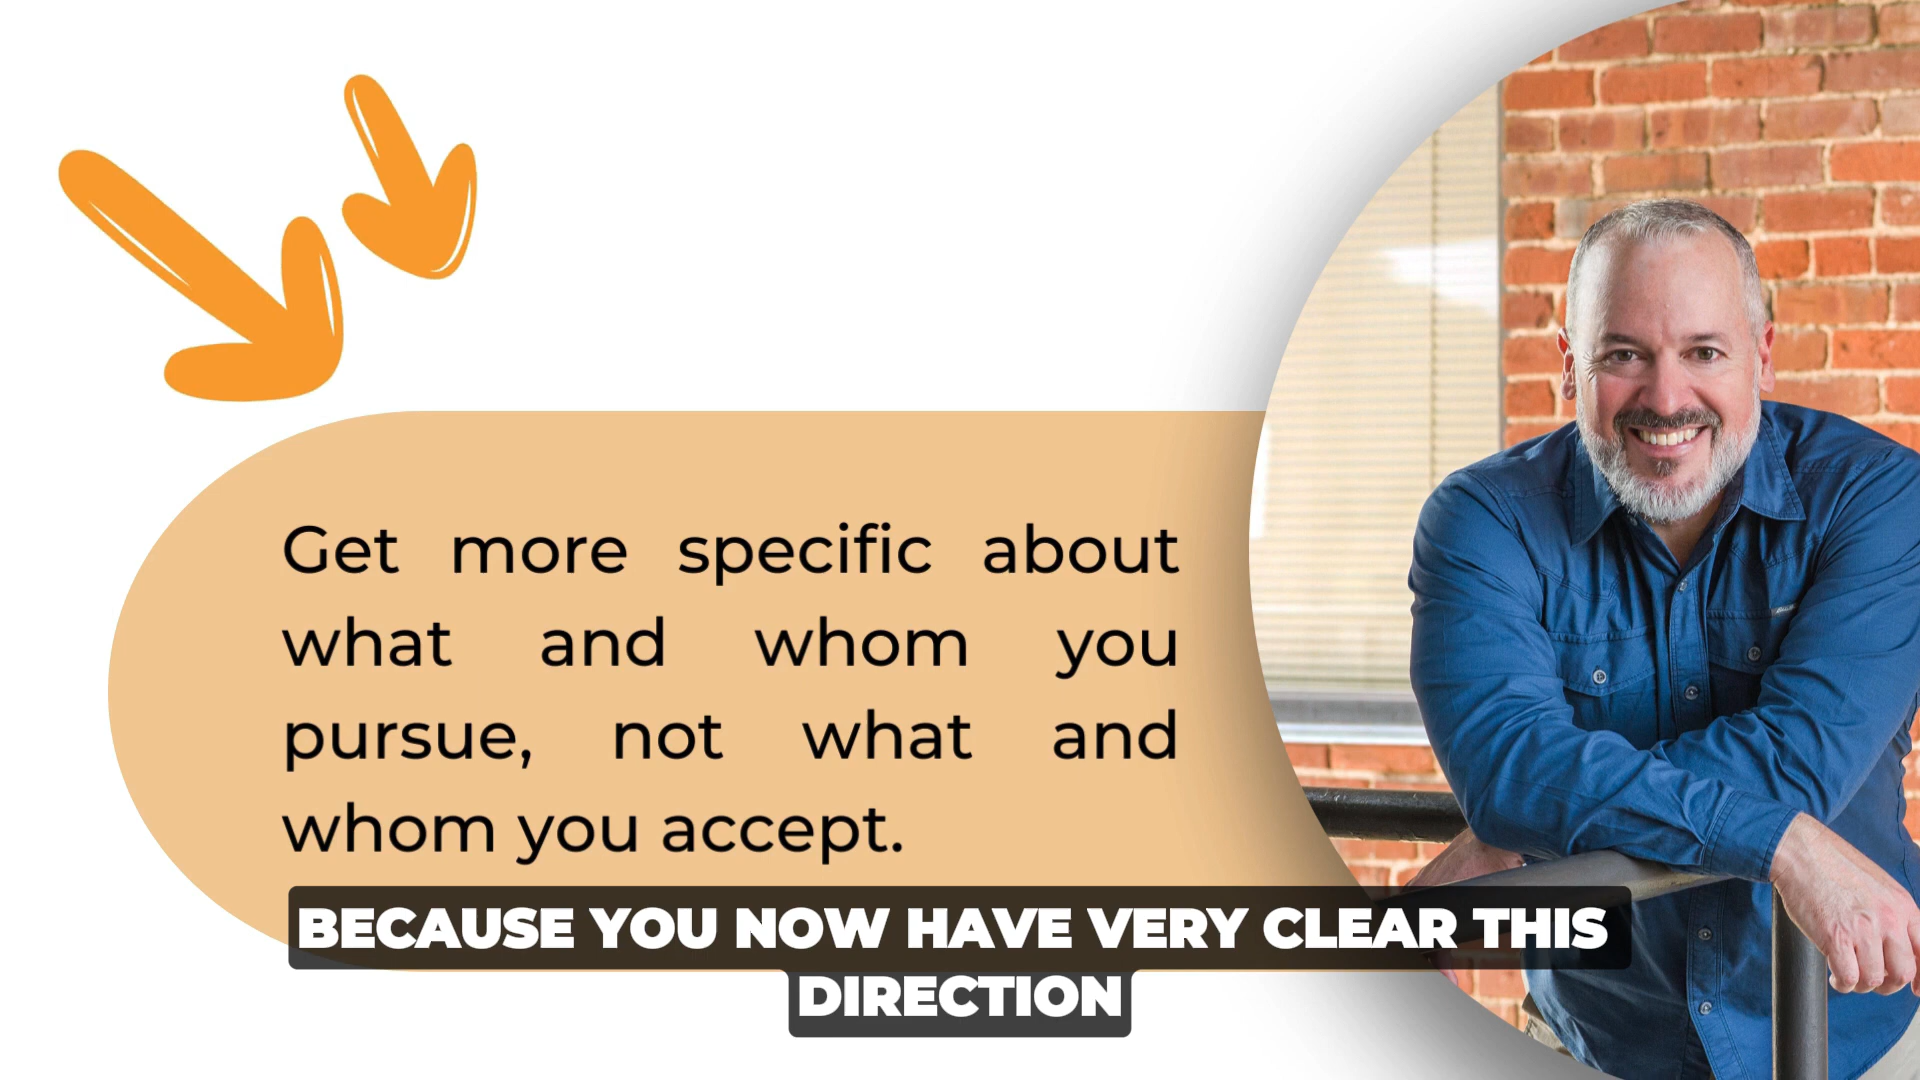 Get more specific about
what and whom you
pursue, not what and
whom you accept.
BECAUSE YOU NOW HAVE VERY CLEAR THIS
DIRECTION